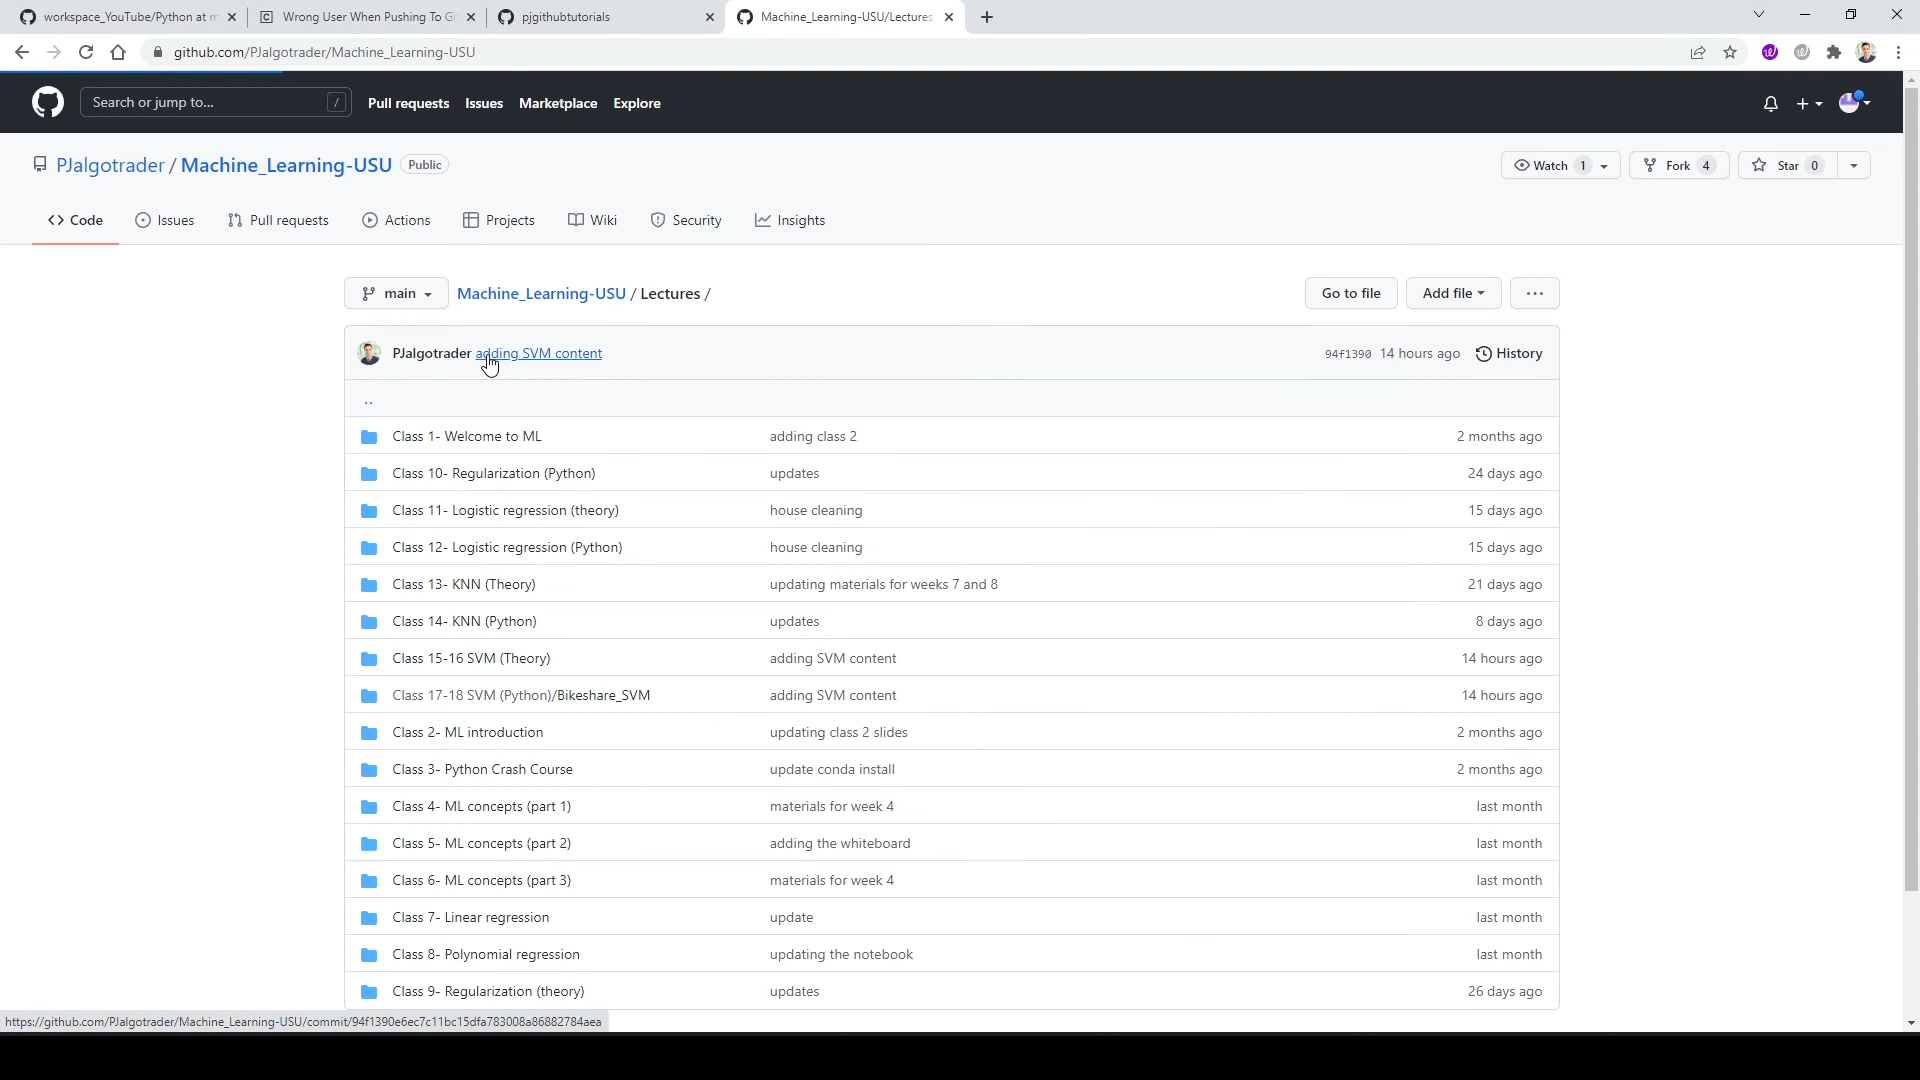 workspace_YouTube/Python at m
Wrong User When Pushing To Gi
pjgithubtutorials
Machine_Learning-USU/Lectures
github.com/PJalgotrader/Machine_Learning-USU
Search or jump to...
/
Pull requests
Issues
Marketplace
Explore
PJalgotrader / Machine_Learning-USU
Public
Watch 1
Fork 4
Star 0
Code
Issues
Pull requests
Actions
Projects
Wiki
Security
Insights
main
Machine_Learning-USU / Lectures /
Go to file
Add file
PJalgotrader adding SVM content
94f1390 14 hours ago
History
..
Class 1- Welcome to ML adding class 2 2 months ago
Class 10- Regularization (Python) updates 24 days ago
Class 11- Logistic regression (theory) house cleaning 15 days ago
Class 12- Logistic regression (Python) house cleaning 15 days ago
Class 13- KNN (Theory) updating materials for weeks 7 and 8 21 days ago
Class 14- KNN (Python) updates 8 days ago
Class 15-16 SVM (Theory) adding SVM content 14 hours ago
Class 17-18 SVM (Python)/Bikeshare_SVM adding SVM content 14 hours ago
Class 2- ML introduction updating class 2 slides 2 months ago
Class 3- Python Crash Course update conda install 2 months ago
Class 4- ML concepts (part 1) materials for week 4 last month
Class 5- ML concepts (part 2) adding the whiteboard last month
Class 6- ML concepts (part 3) materials for week 4 last month
Class 7- Linear regression update last month
Class 8- Polynomial regression updating the notebook last month
Class 9- Regularization (theory) updates 26 days ago
https://github.com/PJalgotrader/Machine_Learning-USU/commit/94f1390e6ec7c11bc15dfa783008a86882784aea